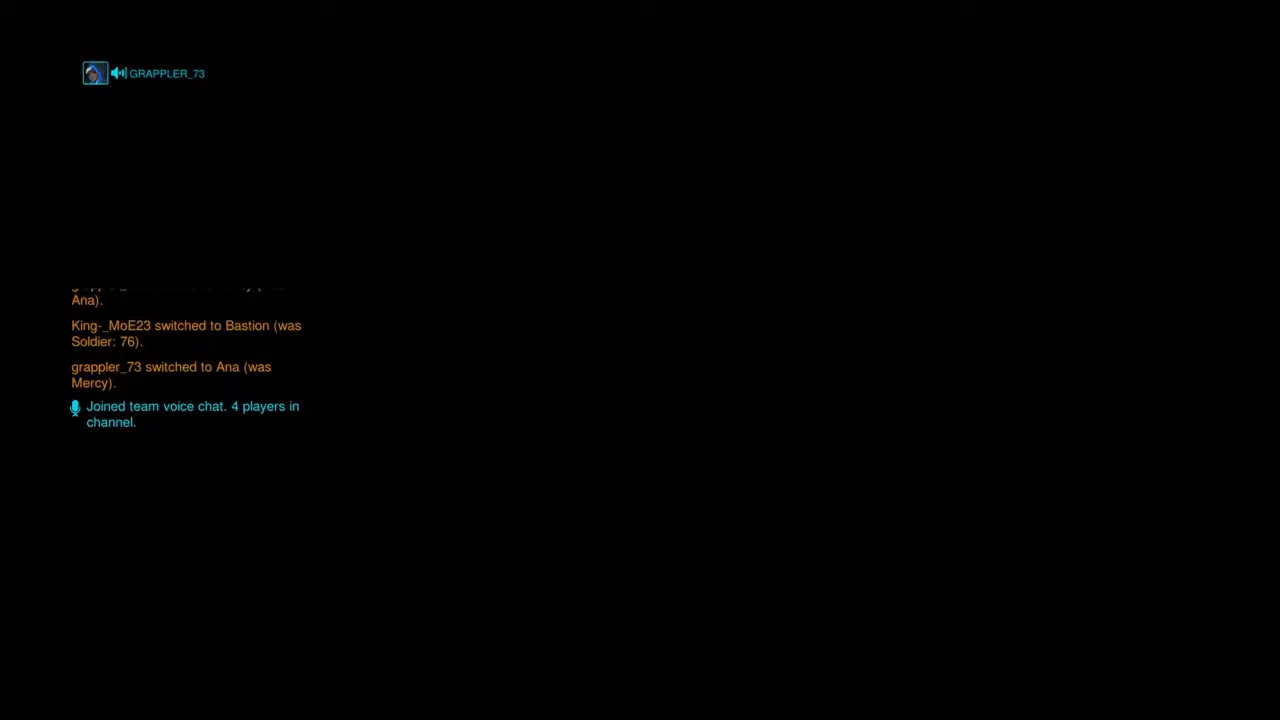 GRAPPLER_73
Ana).
King-_MoE23 switched to Bastion (was
Soldier: 76).
grappler_73 switched to Ana (was
Mercy).
Joined team voice chat. 4 players in
channel.